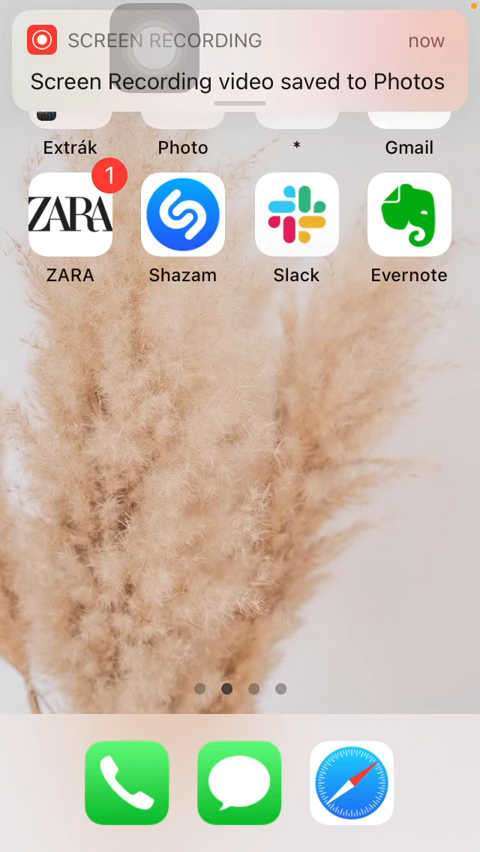 SCREEN RECORDING now
Screen Recording video saved to Photos
Extrák Photo * Gmail
1
ZARA
ZARA Shazam Slack Evernote